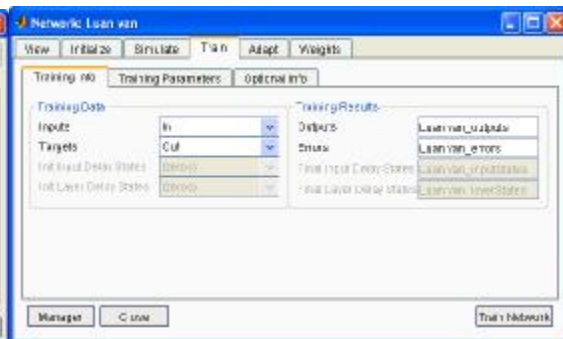 Network: Luan van
View Initialize Simulate Train Adapt Weights
Training Info Training Parameters Optional Info
Training Data
Inputs In
Targets Out
Init Input Delay States (zeros)
Init Layer Delay States (zeros)
Training Results
Outputs Luan van_outputs
Errors Luan van_errors
Final Input Delay States Luan van_inputStates
Final Layer Delay States Luan van_layerStates
Manager Close Train Network